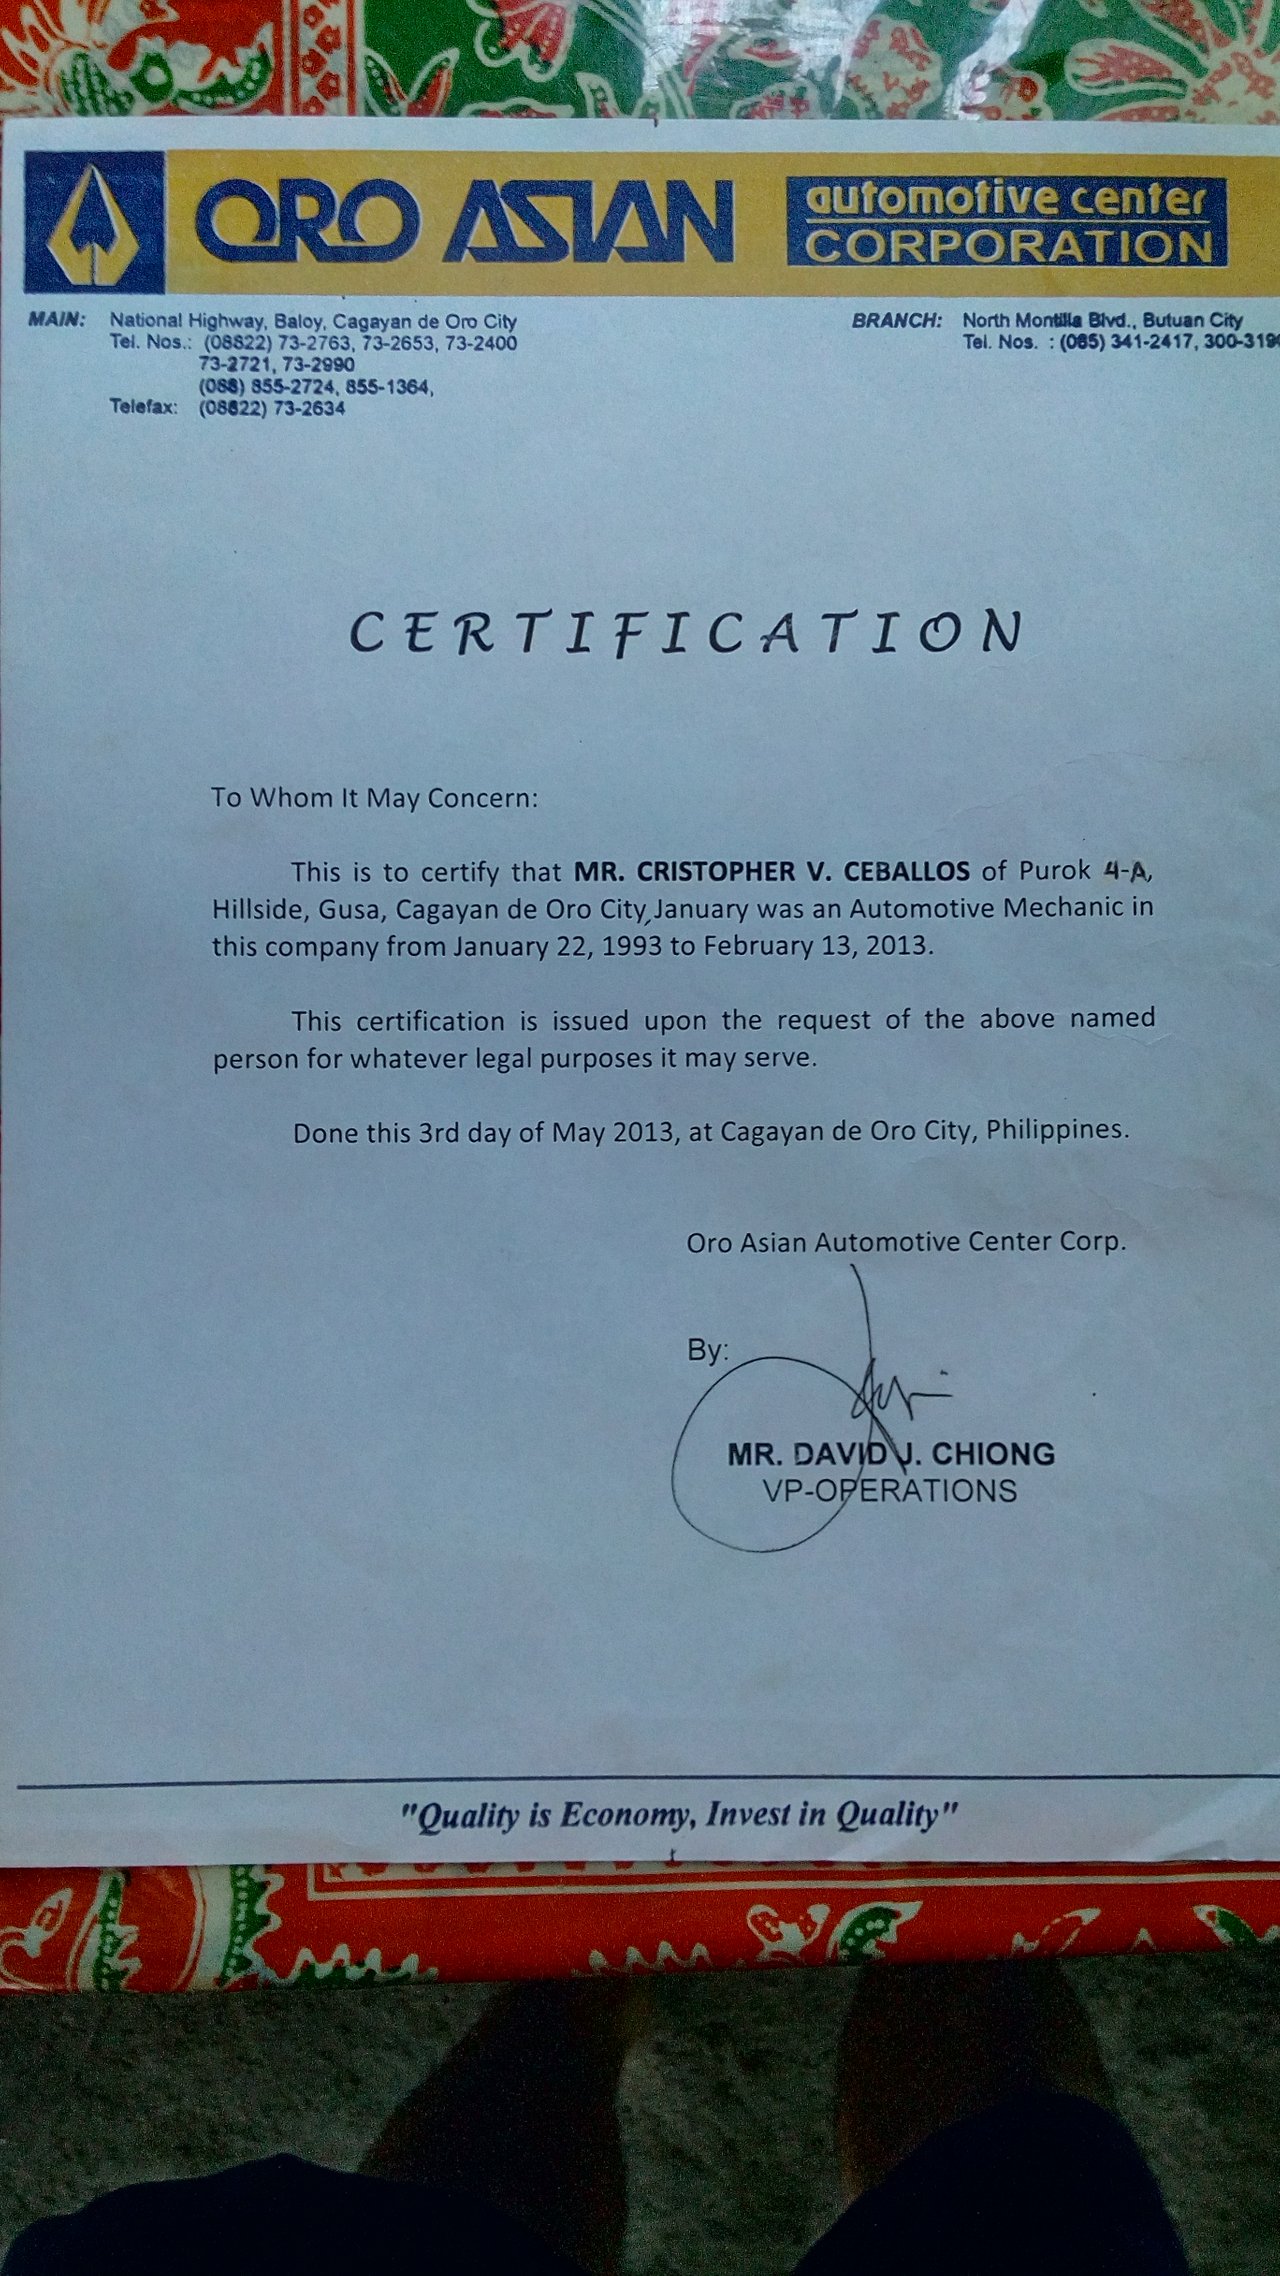 ORO ASIAN automotive center
CORPORATION
MAIN: National Highway, Baloy, Cagayan de Oro City
Tel. Nos.: (08822) 73-2763, 73-2653, 73-2400
73-2721, 73-2990
(088) 855-2724, 855-1364,
Telefax: (08822) 73-2634
BRANCH: North Montilla Blvd., Butuan City
Tel. Nos. : (085) 341-2417,
CERTIFICATION
To Whom It May Concern:
This is to certify that MR. CRISTOPHER V. CEBALLOS of Purok 4-A,
Hillside, Gusa, Cagayan de Oro City, January was an Automotive Mechanic in
this company from January 22, 1993 to February 13, 2013.
This certification is issued upon the request of the above named
person for whatever legal purposes it may serve.
Done this 3rd day of May 2013, at Cagayan de Oro City, Philippines.
Oro Asian Automotive Center Corp.
By:
MR. DAVID J. CHIONG
VP-OPERATIONS
"Quality is Economy, Invest in Quality"